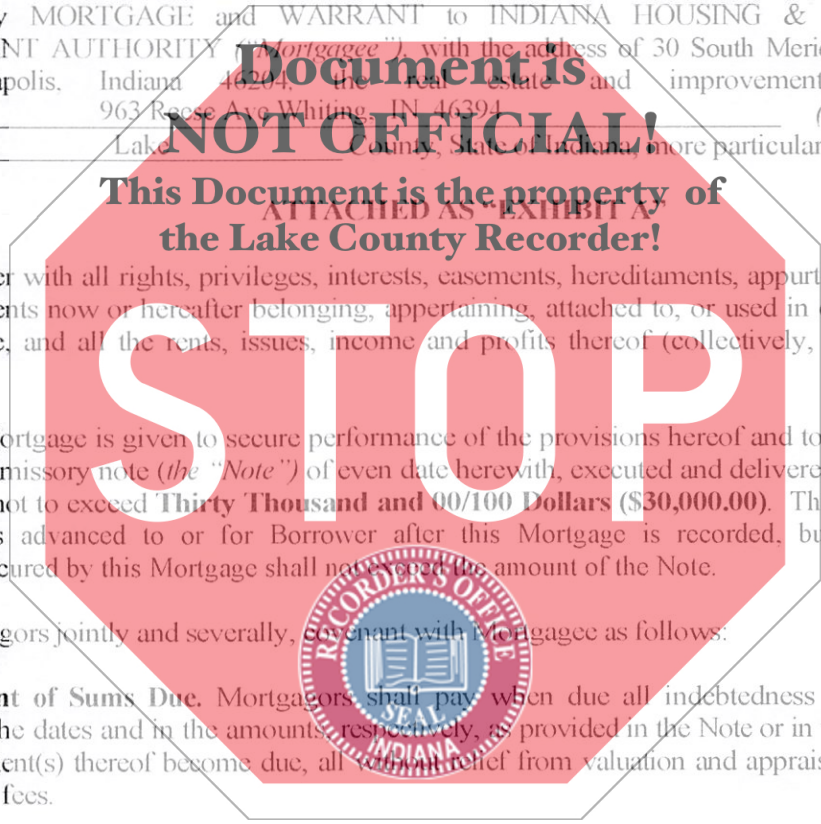 MORTGAGE and WARRANT to INDIANA HOUSING &
NT AUTHORITY ("Mortgagee"), with the address of 30 South Meri
apolis, Indiana 46204, the real estate and improvement
963 Reese Ave Whiting, IN 46394
Lake County, State of Indiana, more particular
Document is
NOT OFFICIAL!
This Document is the property of
the Lake County Recorder!
ATTACHED AS "EXHIBIT A"
er with all rights, privileges, interests, easements, hereditaments, appurt
ents now or hereafter belonging, appertaining, attached to, or used in
e, and all the rents, issues, income and profits thereof (collectively,
STOP
ortgage is given to secure performance of the provisions hereof and to
missory note (the "Note") of even date herewith, executed and delivere
not to exceed Thirty Thousand and 00/100 Dollars ($30,000.00). Th
s advanced to or for Borrower after this Mortgage is recorded, bu
cured by this Mortgage shall not exceed the amount of the Note.
RECORDER'S OFFICE
SEAL
INDIANA
gors jointly and severally, covenant with Mortgagee as follows:
nt of Sums Due. Mortgagors shall pay when due all indebtedness
he dates and in the amounts, respectively, as provided in the Note or in
ent(s) thereof become due, all without relief from valuation and apprais
fees.